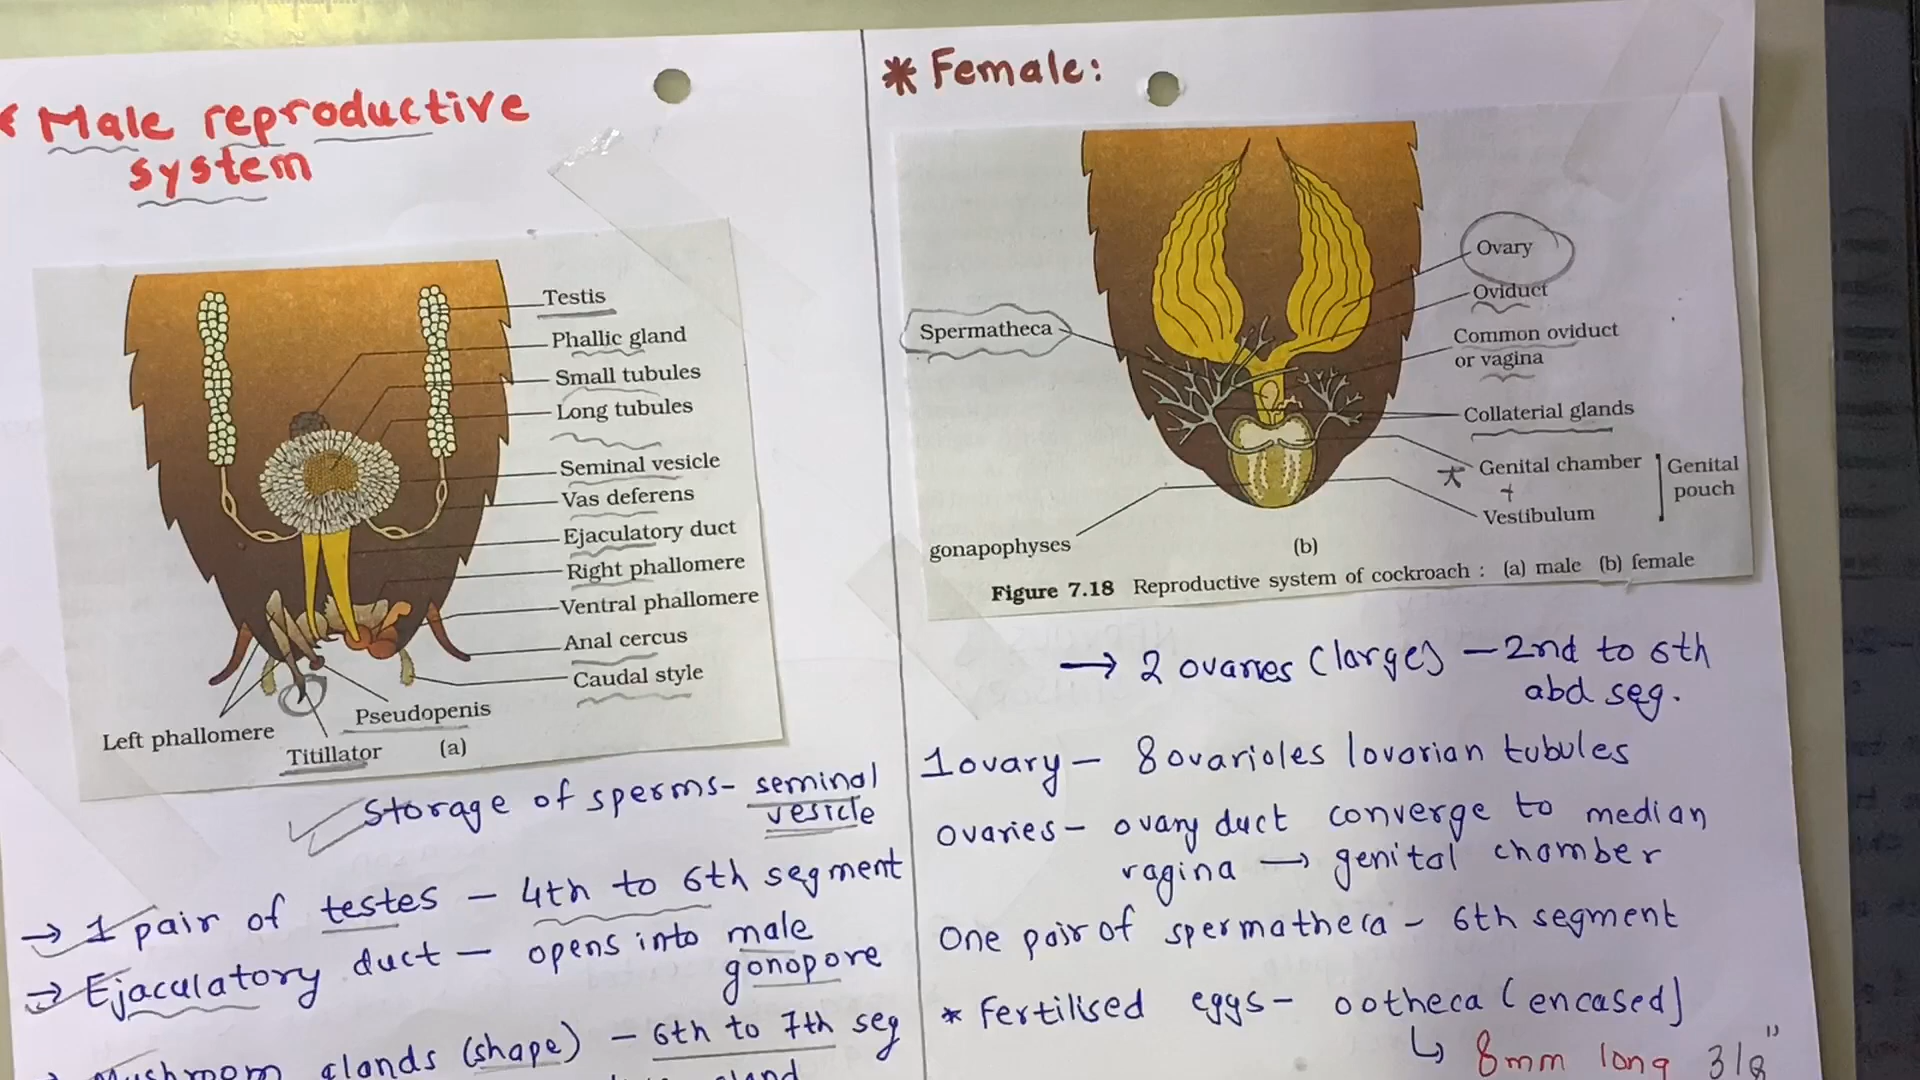 Male reproductive
system
Testis
Phallic gland
Small tubules
Long tubules
Seminal vesicle
Vas deferens
Ejaculatory duct
Right phallomere
Ventral phallomere
Anal cercus
Caudal style
Pseudopenis
Left phallomere
Titillator
(a)
Storage of sperms- seminal
vesicle
→ 1 pair of testes - 4th to 6th segment
→ Ejaculatory duct - opens into male
gonopore
Mushroom glands (shape) - 6th to 7th seg
gland
* Female:
Ovary
Oviduct
Spermatheca
Common oviduct
or vagina
Collaterial glands
Genital chamber
+
Vestibulum
Genital
pouch
gonapophyses
(b)
Figure 7.18 Reproductive system of cockroach : (a) male (b) female
→ 2 ovaries (large) - 2nd to 6th
abd seg.
1 ovary - 8 ovarioles lovarian tubules
ovaries - ovary duct converge to median
vagina → genital chamber
One pair of spermatheca - 6th segment
* Fertilised eggs - ootheca (encased)
↳ 8mm long 3/8"